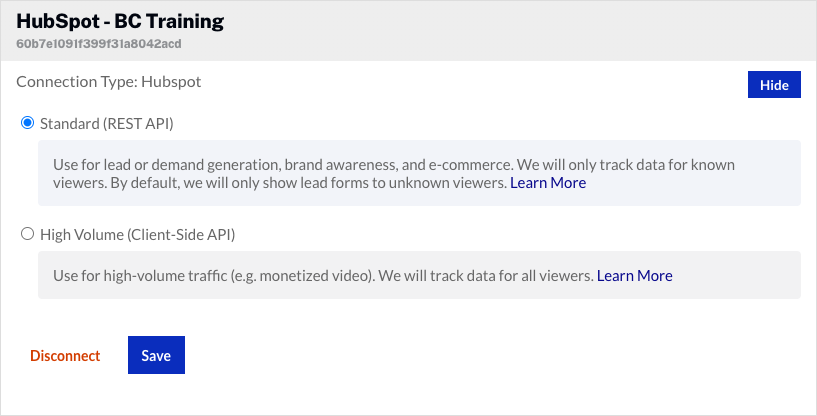 HubSpot - BC Training
60b7e1091f399f31a8042acd
Connection Type: Hubspot
Hide
Standard (REST API)
Use for lead or demand generation, brand awareness, and e-commerce. We will only track data for known
viewers. By default, we will only show lead forms to unknown viewers. Learn More
High Volume (Client-Side API)
Use for high-volume traffic (e.g. monetized video). We will track data for all viewers. Learn More
Disconnect
Save